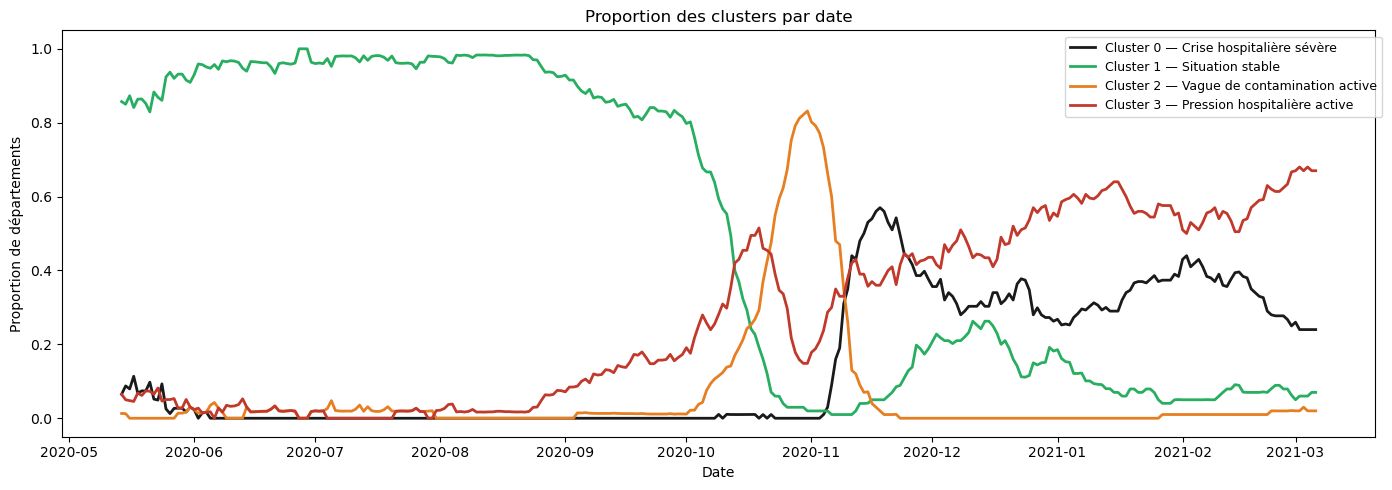 Proportion des clusters par date
Cluster 0 — Crise hospitalière sévère
Cluster 1 — Situation stable
Cluster 2 — Vague de contamination active
Cluster 3 — Pression hospitalière active
Proportion de départements
1.0
0.8
0.6
0.4
0.2
0.0
2020-05 2020-06 2020-07 2020-08 2020-09 2020-10 2020-11 2020-12 2021-01 2021-02 2021-03
Date